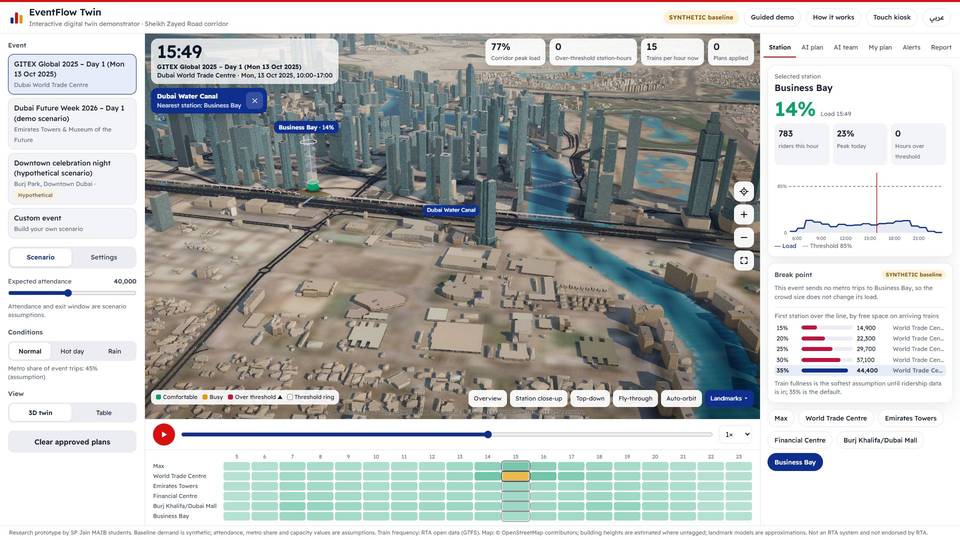 EventFlow Twin
Interactive digital twin demonstrator · Sheikh Zayed Road corridor
SYNTHETIC baseline
Guided demo
How it works
Touch kiosk
عربي
Event
GITEX Global 2025 – Day 1 (Mon
13 Oct 2025)
Dubai World Trade Centre
Dubai Future Week 2026 – Day 1
(demo scenario)
Emirates Towers & Museum of the
Future
Downtown celebration night
(hypothetical scenario)
Burj Park, Downtown Dubai ·
Hypothetical
Custom event
Build your own scenario
Scenario
Settings
Expected attendance 40,000
Attendance and exit window are scenario
assumptions.
Conditions
Normal
Hot day
Rain
Metro share of event trips: 45%
(assumption)
View
3D twin
Table
Clear approved plans
15:49
GITEX Global 2025 – Day 1 (Mon 13 Oct 2025)
Dubai World Trade Centre · Mon, 13 Oct 2025, 10:00–17:00
Dubai Water Canal
Nearest station: Business Bay
77%
Corridor peak load
0
Over-threshold station-hours
15
Trains per hour now
0
Plans applied
Business Bay · 14%
Dubai Water Canal
Comfortable
Busy
Over threshold ▲
Threshold ring
Overview
Station close-up
Top-down
Fly-through
Auto-orbit
Landmarks
1×
5 6 7 8 9 10 11 12 13 14 15 16 17 18 19 20 21 22 23
Max
World Trade Centre
Emirates Towers
Financial Centre
Burj Khalifa/Dubai Mall
Business Bay
Station
AI plan
AI team
My plan
Alerts
Report
Selected station
Business Bay
14% Load 15:49
783
riders this hour
23%
Peak today
0
Hours over
threshold
85%
0
6:00 9:00 12:00 15:00 18:00 21:00
— Load — Threshold 85%
Break point
SYNTHETIC baseline
This event sends no metro trips to Business Bay, so the
crowd size does not change its load.
First station over the line, by free space on arriving trains
15% 14,900 World Trade Cen...
20% 22,300 World Trade Cen...
25% 29,700 World Trade Cen...
30% 37,100 World Trade Cen...
35% 44,400 World Trade Ce...
Train fullness is the softest assumption until ridership data
is in; 35% is the default.
Max
World Trade Centre
Emirates Towers
Financial Centre
Burj Khalifa/Dubai Mall
Business Bay
Research prototype by SP Jain MAIB students. Baseline demand is synthetic; attendance, metro share and capacity values are assumptions. Train frequency: RTA open data (GTFS). Map: © OpenStreetMap contributors; building heights are estimated where untagged; landmark models are approximations. Not an RTA system and not endorsed by RTA.